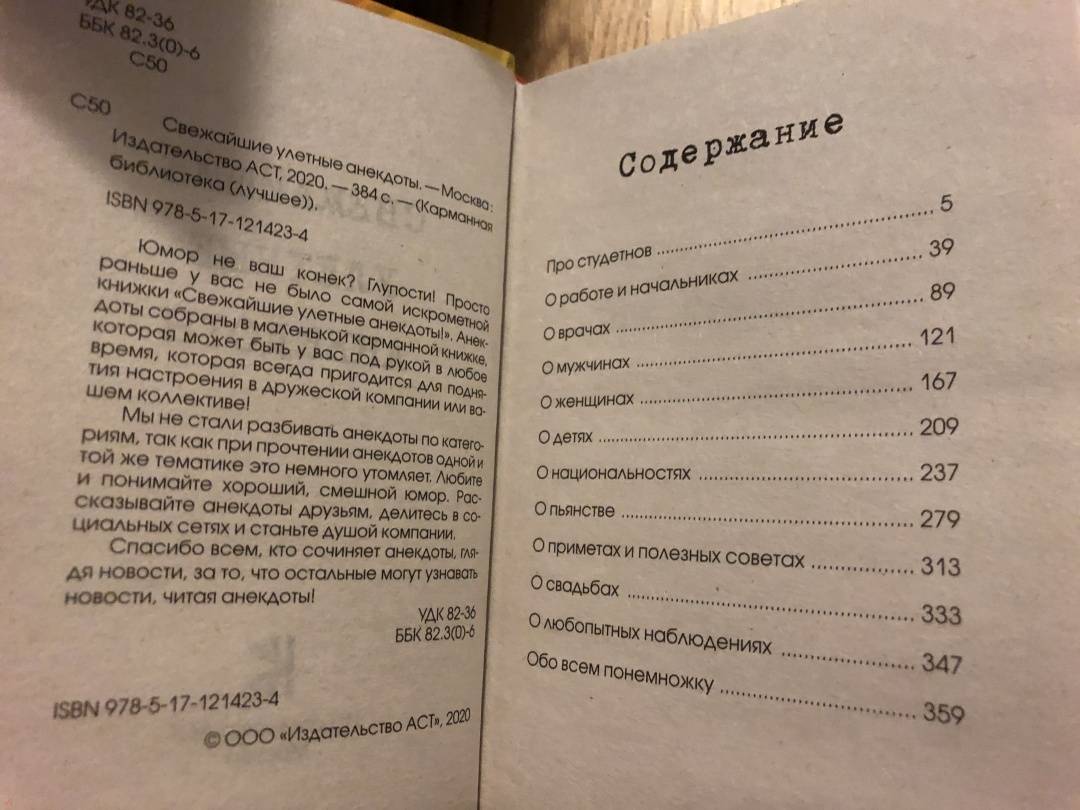 УДК 82-36
ББК 82.3(0)-6
С50
С50
Свежайшие улетные анекдоты. — Москва :
Издательство АСТ, 2020. — 384 с. — (Карманная
библиотека (лучшее)).
ISBN 978-5-17-121423-4
Юмор не ваш конек? Глупости! Просто
раньше у вас не было самой искрометной
книжки «Свежайшие улетные анекдоты!». Анек-
доты собраны в маленькой карманной книжке,
которая может быть у вас под рукой в любое
время, которая всегда пригодится для подня-
тия настроения в дружеской компании или ва-
шем коллективе!
Мы не стали разбивать анекдоты по катего-
риям, так как при прочтении анекдотов одной и
той же тематике это немного утомляет. Любите
и понимайте хороший, смешной юмор. Рас-
сказывайте анекдоты друзьям, делитесь в со-
циальных сетях и станьте душой компании.
Спасибо всем, кто сочиняет анекдоты, гля-
дя новости, за то, что остальные могут узнавать
новости, читая анекдоты!
УДК 82-36
ББК 82.3(0)-6
ISBN 978-5-17-121423-4
© ООО «Издательство АСТ», 2020
Содержание
Про студетнов ........ 5
О работе и начальниках ........ 39
О врачах ........ 89
О мужчинах ........ 121
О женщинах ........ 167
О детях ........ 209
О национальностях ........ 237
О пьянстве ........ 279
О приметах и полезных советах ........ 313
О свадьбах ........ 333
О любопытных наблюдениях ........ 347
Обо всем понемножку ........ 359